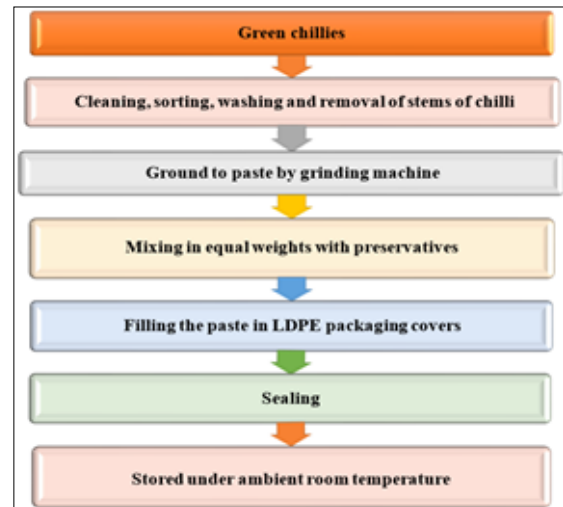 Green chillies
Cleaning, sorting, washing and removal of stems of chilli
Ground to paste by grinding machine
Mixing in equal weights with preservatives
Filling the paste in LDPE packaging covers
Sealing
Stored under ambient room temperature